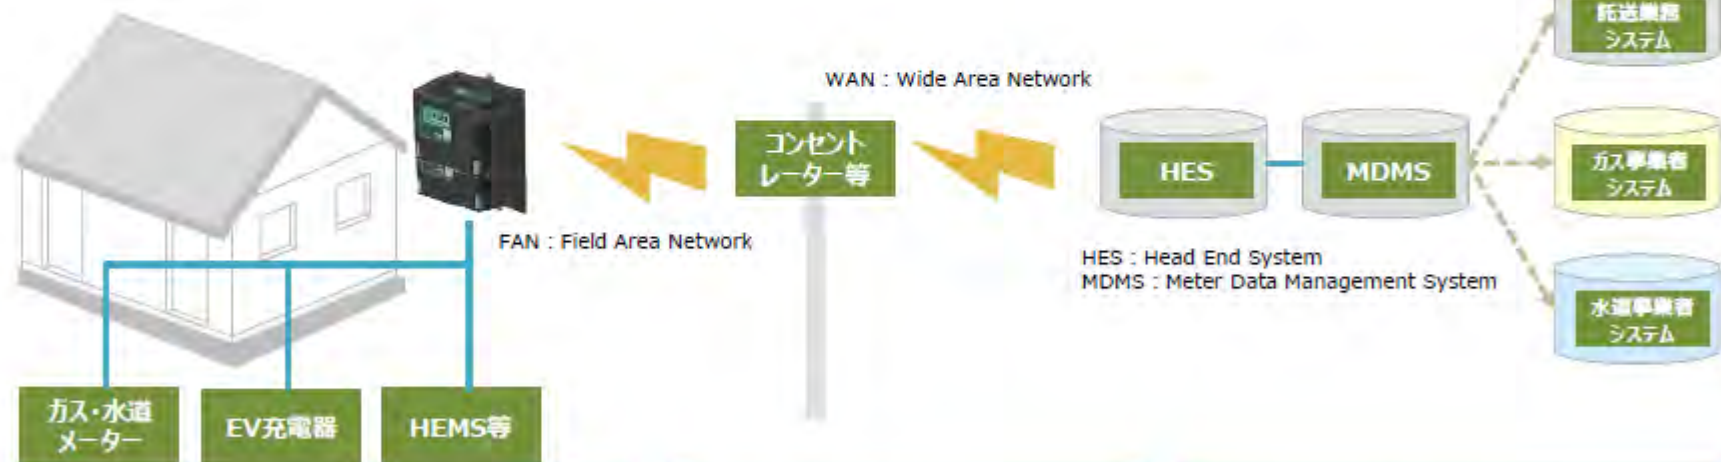 託送業務
システム
WAN : Wide Area Network
コンセント
レーター等
HES
MDMS
ガス事業者
システム
FAN : Field Area Network
HES : Head End System
MDMS : Meter Data Management System
水道事業者
システム
ガス・水道
メーター
EV充電器
HEMS等